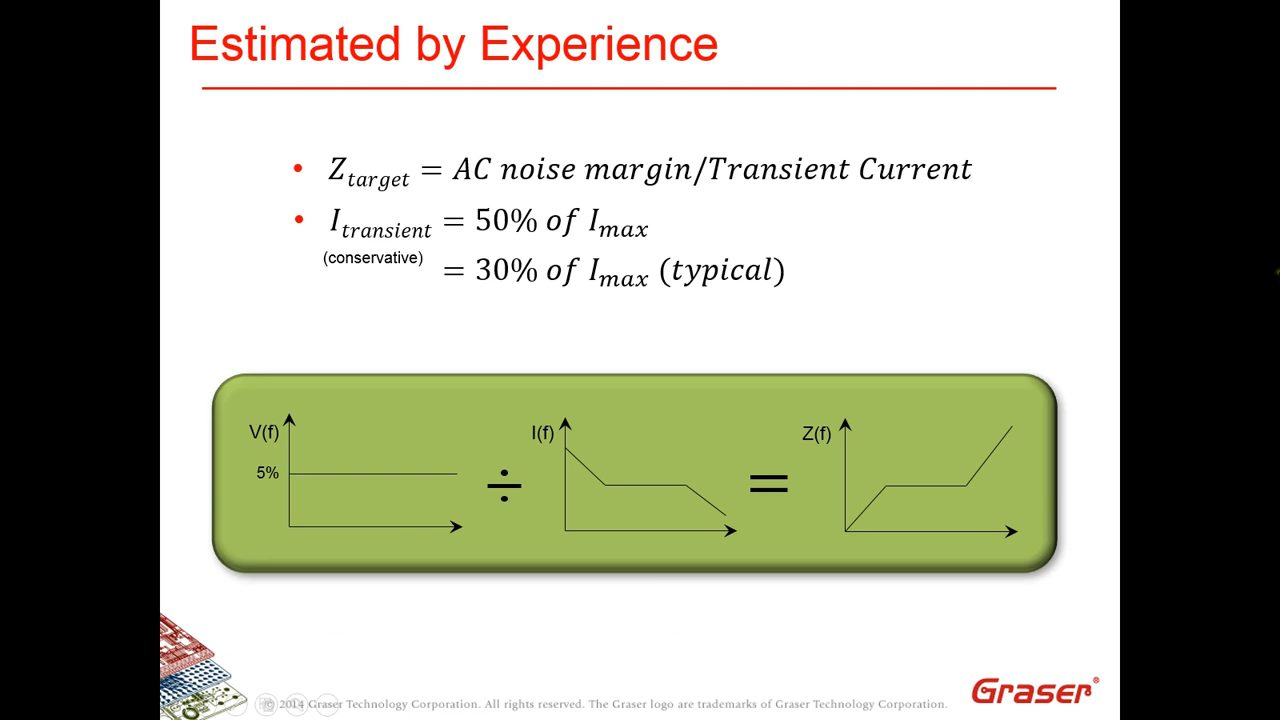 Estimated by Experience
• Z_target = AC noise margin/Transient Current
• I_transient = 50% of I_max
(conservative)
= 30% of I_max (typical)
V(f)
5%
÷
I(f)
=
Z(f)
© 2014 Graser Technology Corporation. All rights reserved. The Graser logo are trademarks of Graser Technology Corporation.
Graser®